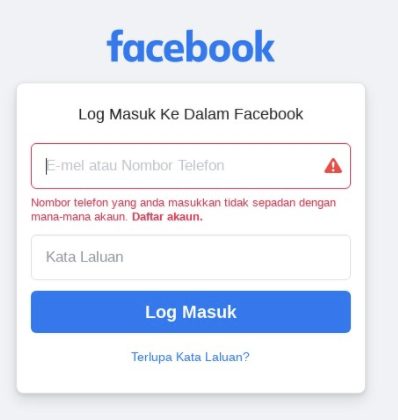 facebook
Log Masuk Ke Dalam Facebook
E-mel atau Nombor Telefon
Nombor telefon yang anda masukkan tidak sepadan dengan
mana-mana akaun. Daftar akaun.
Kata Laluan
Log Masuk
Terlupa Kata Laluan?